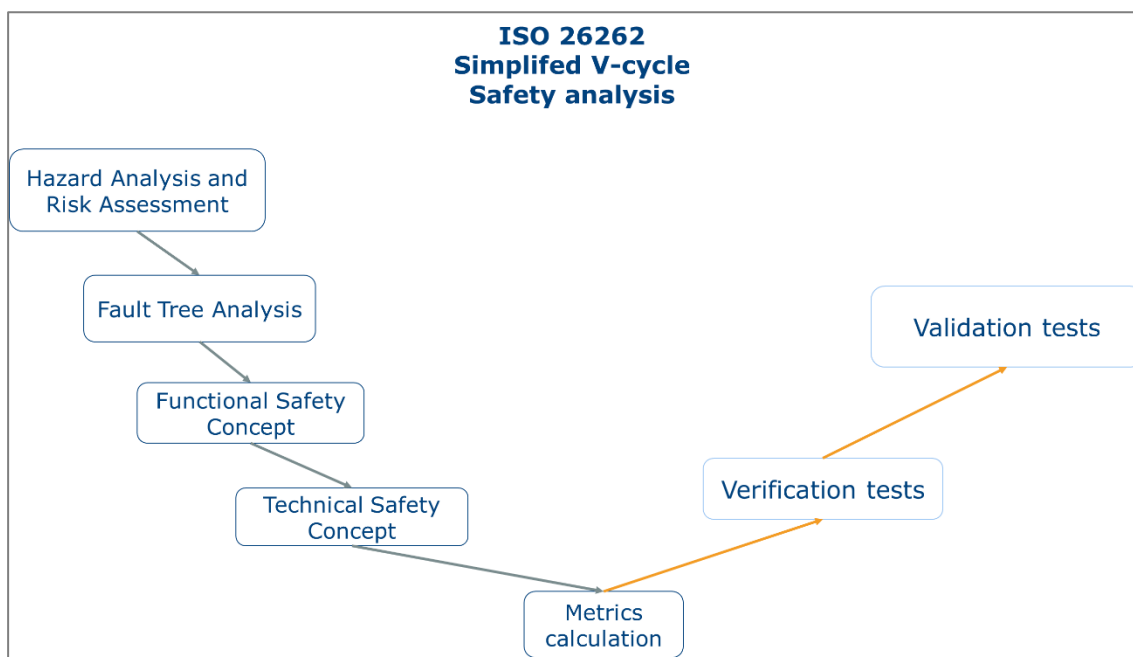 ISO 26262
Simplifed V-cycle
Safety analysis
Hazard Analysis and
Risk Assessment
Fault Tree Analysis
Functional Safety
Concept
Technical Safety
Concept
Metrics
calculation
Verification tests
Validation tests